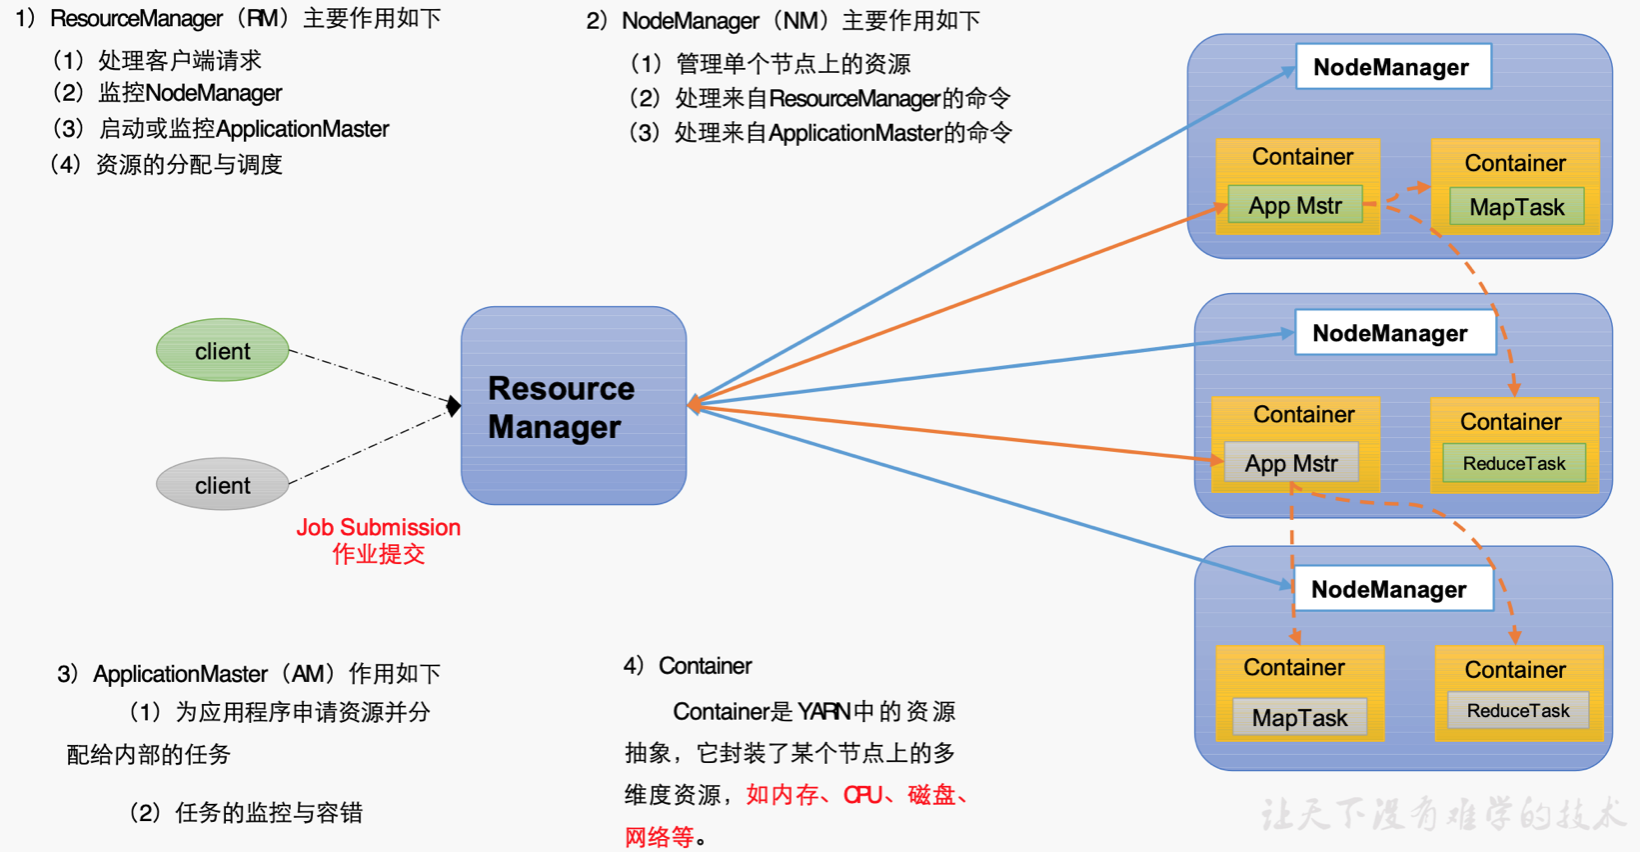 1）ResourceManager（RM）主要作用如下
（1）处理客户端请求
（2）监控NodeManager
（3）启动或监控ApplicationMaster
（4）资源的分配与调度
2）NodeManager（NM）主要作用如下
（1）管理单个节点上的资源
（2）处理来自ResourceManager的命令
（3）处理来自ApplicationMaster的命令
client
client
Job Submission
作业提交
Resource
Manager
NodeManager
Container
App Mstr
Container
MapTask
NodeManager
Container
App Mstr
Container
ReduceTask
NodeManager
Container
MapTask
Container
ReduceTask
3）ApplicationMaster（AM）作用如下
（1）为应用程序申请资源并分
配给内部的任务
（2）任务的监控与容错
4）Container
Container是YARN中的资源
抽象，它封装了某个节点上的多
维度资源，如内存、CPU、磁盘、
网络等。
让天下没有难学的技术